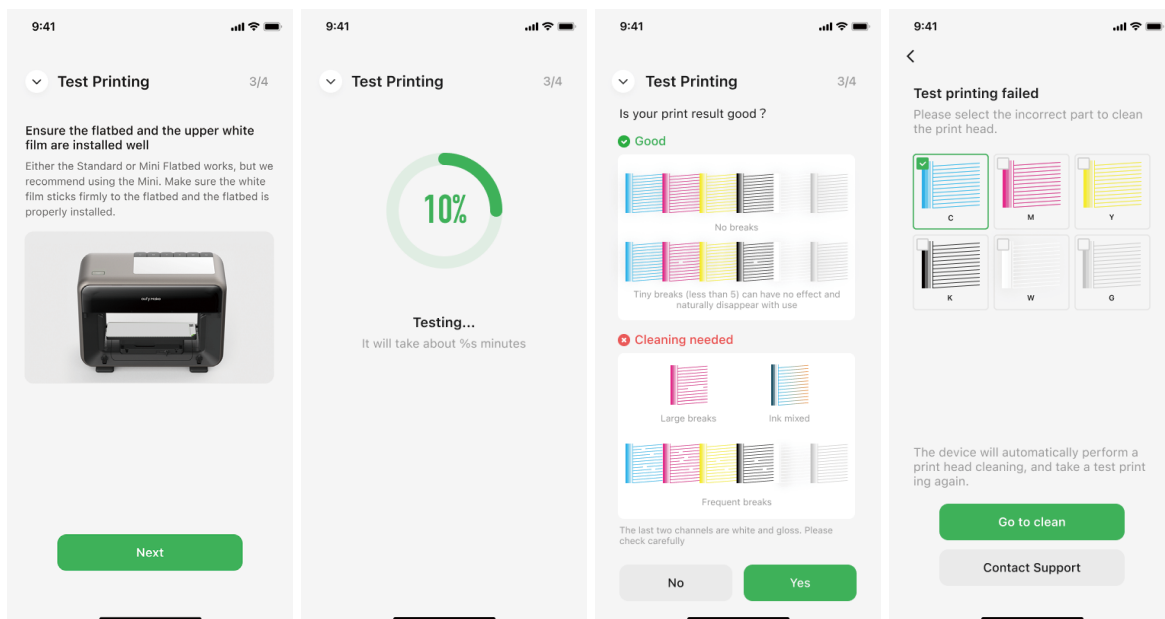 9:41
Test Printing
3/4
Ensure the flatbed and the upper white
film are installed well
Either the Standard or Mini Flatbed works, but we
recommend using the Mini. Make sure the white
film sticks firmly to the flatbed and the flatbed is
properly installed.
Next
9:41
Test Printing
3/4
10%
Testing...
It will take about %s minutes
9:41
Test Printing
3/4
Is your print result good ?
Good
No breaks
Tiny breaks (less than 5) can have no effect and
naturally disappear with use
Cleaning needed
Large breaks
Ink mixed
Frequent breaks
The last two channels are white and gloss. Please
check carefully
No
Yes
9:41
Test printing failed
Please select the incorrect part to clean
the print head.
C
M
Y
K
W
G
The device will automatically perform a
print head cleaning, and take a test print
ing again.
Go to clean
Contact Support